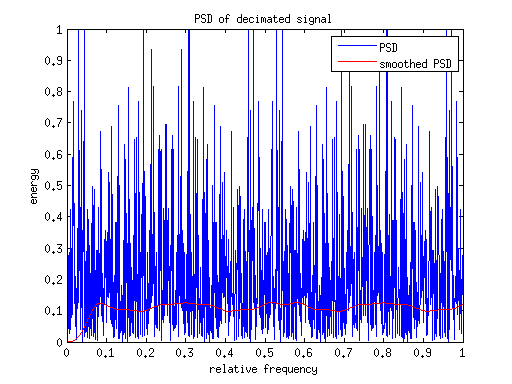 PSD of decimated signal
PSD
smoothed PSD
1
0.9
0.8
0.7
0.6
0.5
0.4
0.3
0.2
0.1
0
energy
0 0.1 0.2 0.3 0.4 0.5 0.6 0.7 0.8 0.9 1
relative frequency